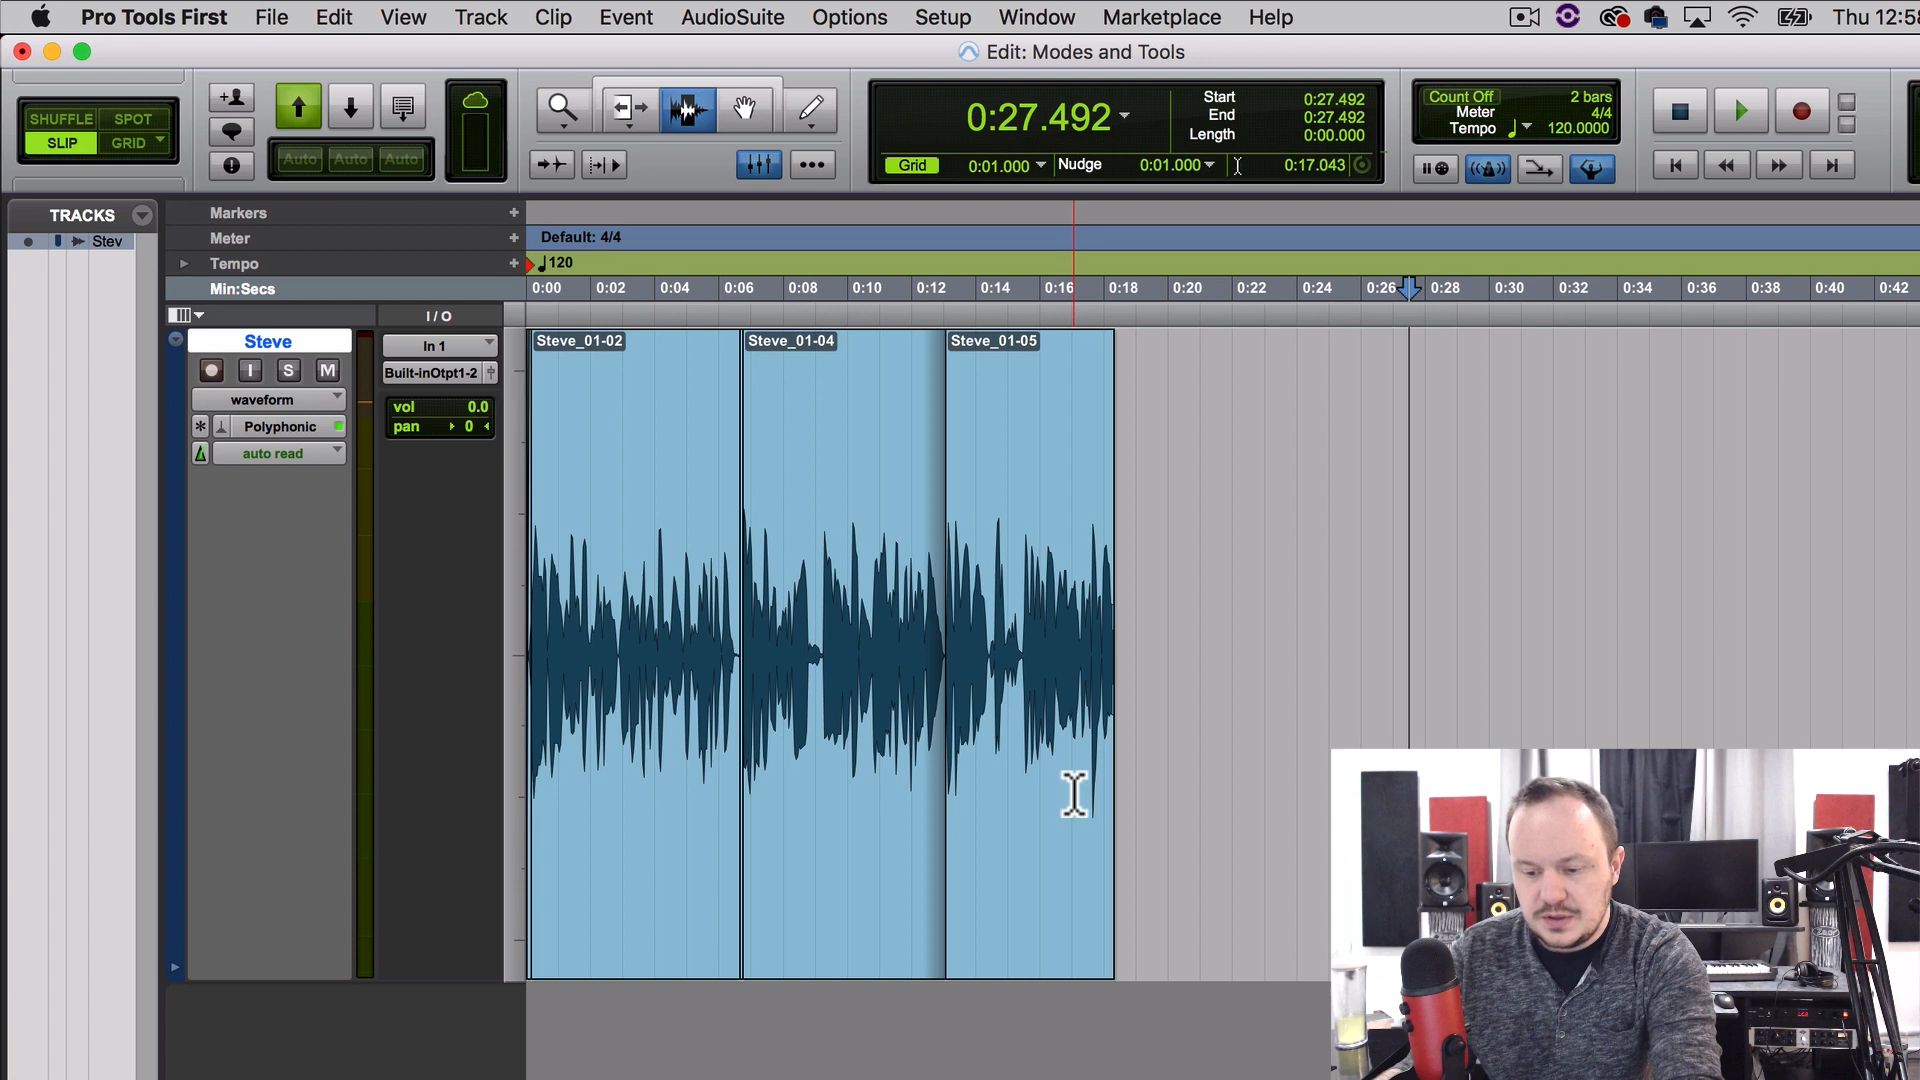 Pro Tools First File Edit View Track Clip Event AudioSuite Options Setup Window Marketplace Help Thu 12:58
Edit: Modes and Tools
SHUFFLE SPOT
SLIP GRID
Auto Auto Auto
0:27.492
Start 0:27.492
End 0:27.492
Length 0:00.000
Grid 0:01.000 Nudge 0:01.000 0:17.043
Count Off 2 bars
Meter 4/4
Tempo 120.0000
TRACKS
Stev
Markers
Meter
Default: 4/4
Tempo
120
Min:Secs
0:00 0:02 0:04 0:06 0:08 0:10 0:12 0:14 0:16 0:18 0:20 0:22 0:24 0:26 0:28 0:30 0:32 0:34 0:36 0:38 0:40 0:42
I / O
Steve
I S M
waveform
Polyphonic
auto read
In 1
Built-inOtpt1-2
vol 0.0
pan 0
Steve_01-02
Steve_01-04
Steve_01-05